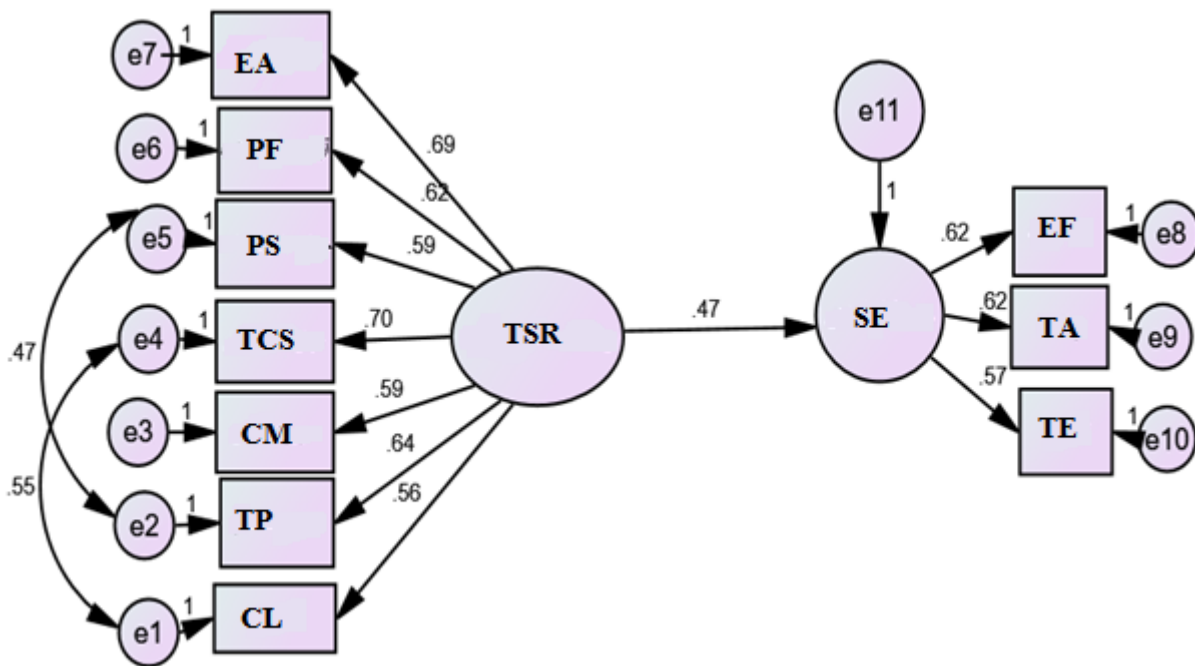 e7
1
EA
e6
1
PF
e5
1
PS
e4
1
TCS
e3
1
CM
e2
1
TP
e1
1
CL
.47
.55
.69
.62
.59
.70
.59
.64
.56
TSR
.47
e11
1
SE
.62
.62
.57
EF
1
e8
TA
1
e9
TE
1
e10